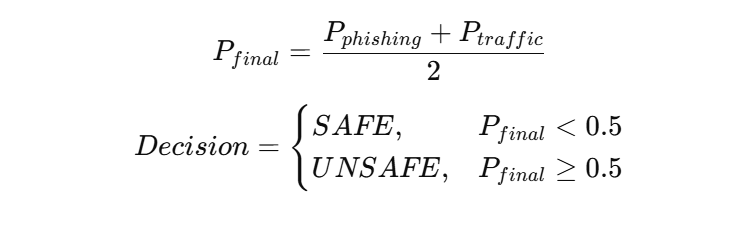 P_final = (P_phishing + P_traffic) / 2
Decision = { SAFE, P_final < 0.5
UNSAFE, P_final ≥ 0.5